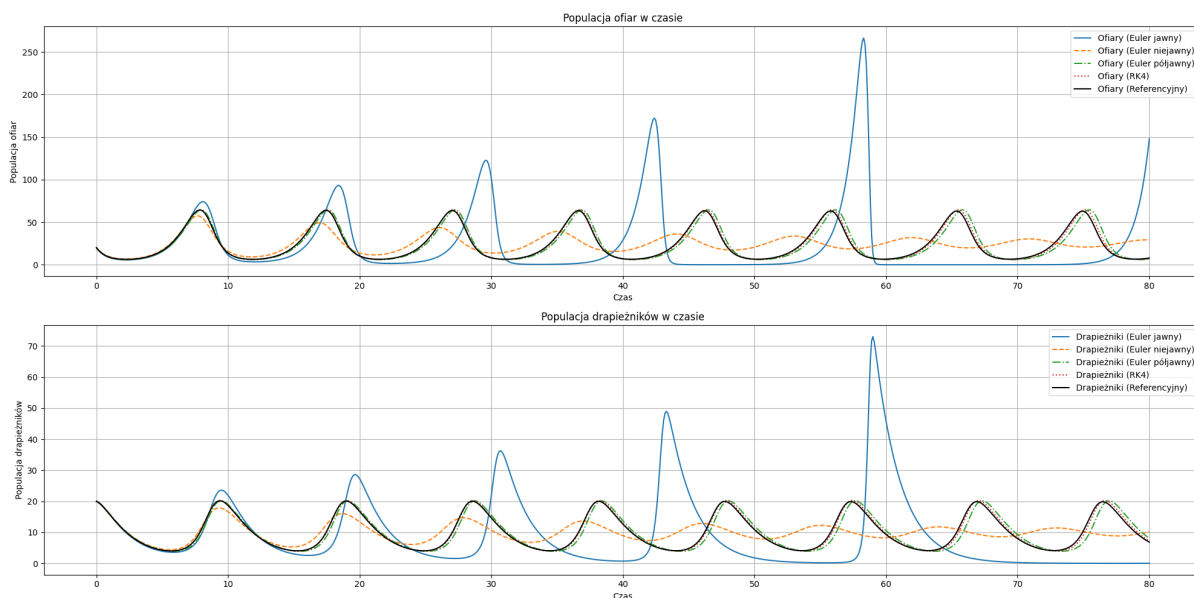 Populacja ofiar w czasie
Populacja ofiar
250
200
150
100
50
0
Ofiary (Euler jawny)
Ofiary (Euler niejawny)
Ofiary (Euler półjawny)
Ofiary (RK4)
Ofiary (Referencyjny)
0 10 20 30 40 50 60 70 80
Czas
Populacja drapieżników w czasie
Populacja drapieżników
70
60
50
40
30
20
10
0
Drapieżniki (Euler jawny)
Drapieżniki (Euler niejawny)
Drapieżniki (Euler półjawny)
Drapieżniki (RK4)
Drapieżniki (Referencyjny)
0 10 20 30 40 50 60 70 80
Czas